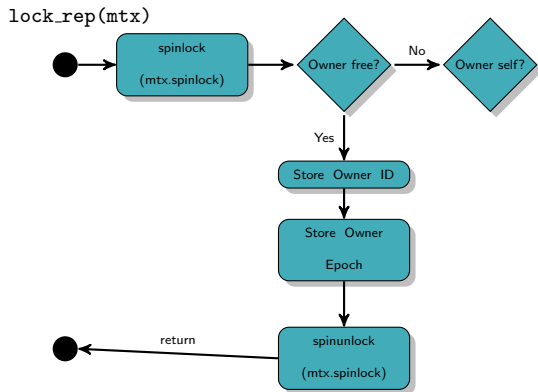 lock_rep(mtx)
spinlock
(mtx.spinlock)
Owner free?
No
Owner self?
Yes
Store Owner ID
Store Owner
Epoch
spinunlock
(mtx.spinlock)
return